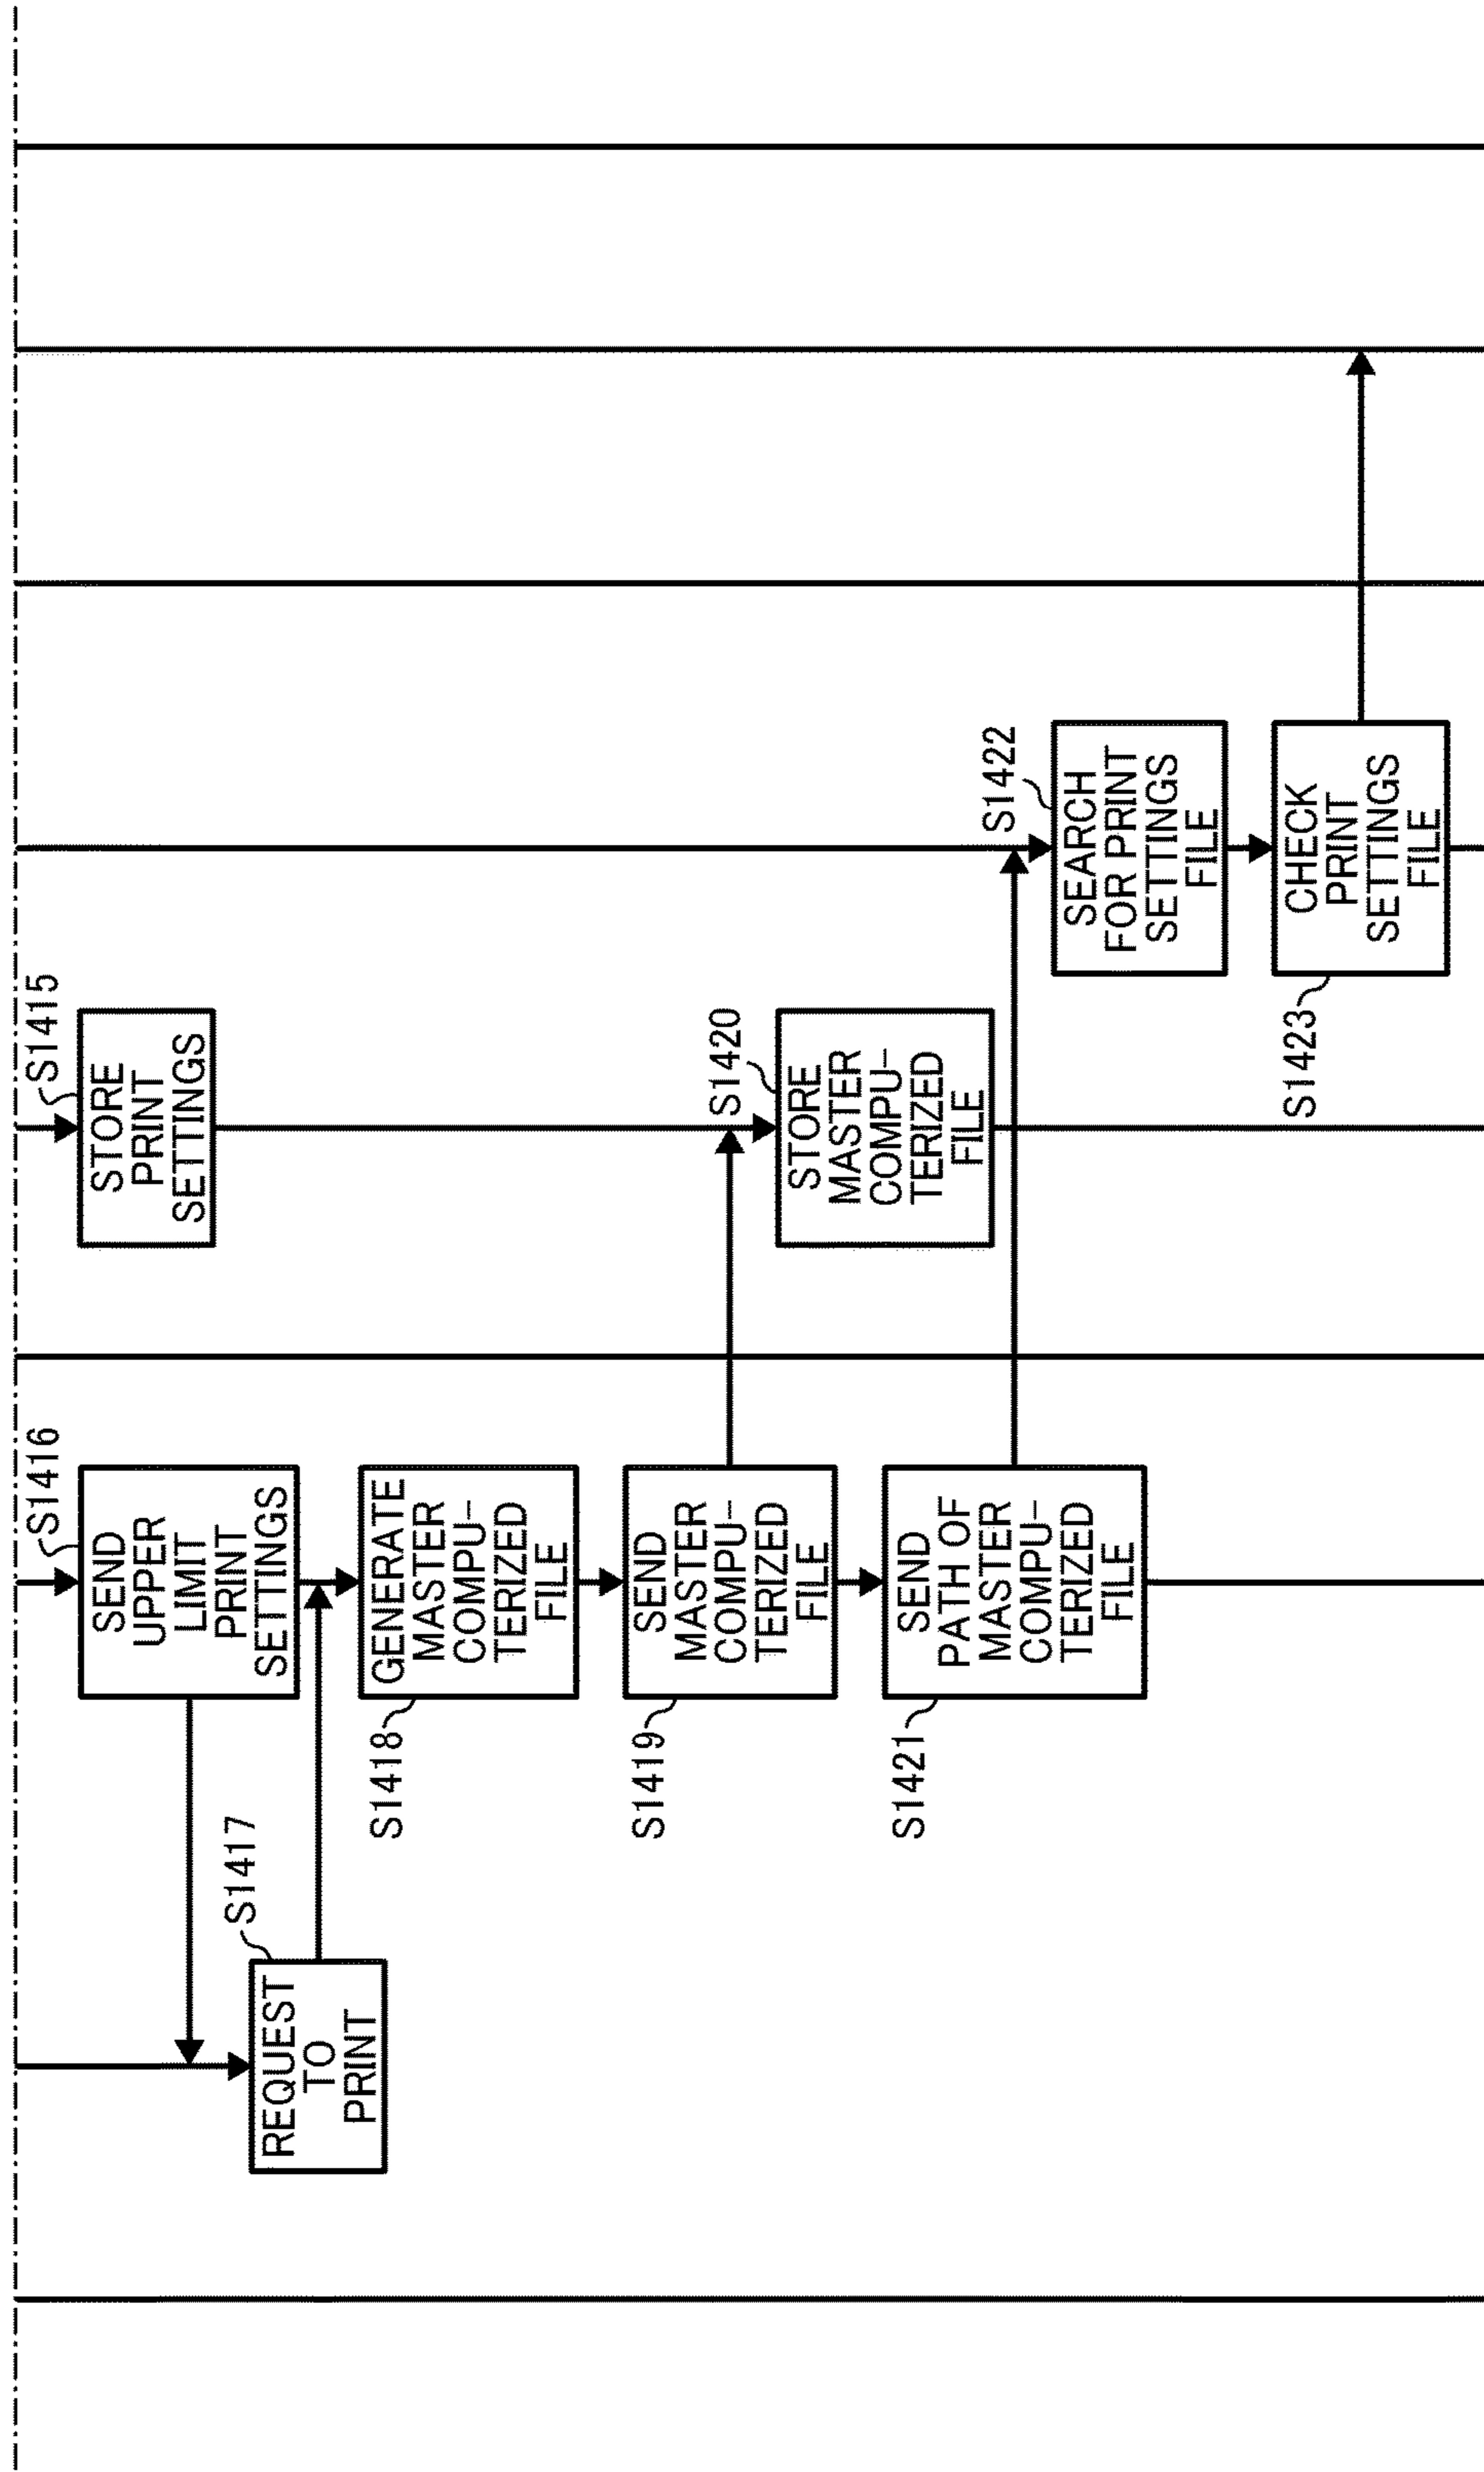 S1415
STORE
PRINT
SETTINGS
S1416
SEND
UPPER
LIMIT
PRINT
SETTINGS
S1417
REQUEST
TO
PRINT
S1418
GENERATE
MASTER
COMPU-
TERIZED
FILE
S1419
SEND
MASTER
COMPU-
TERIZED
FILE
S1420
STORE
MASTER
COMPU-
TERIZED
FILE
S1421
SEND
PATH OF
MASTER
COMPU-
TERIZED
FILE
S1422
SEARCH
FOR PRINT
SETTINGS
FILE
S1423
CHECK
PRINT
SETTINGS
FILE